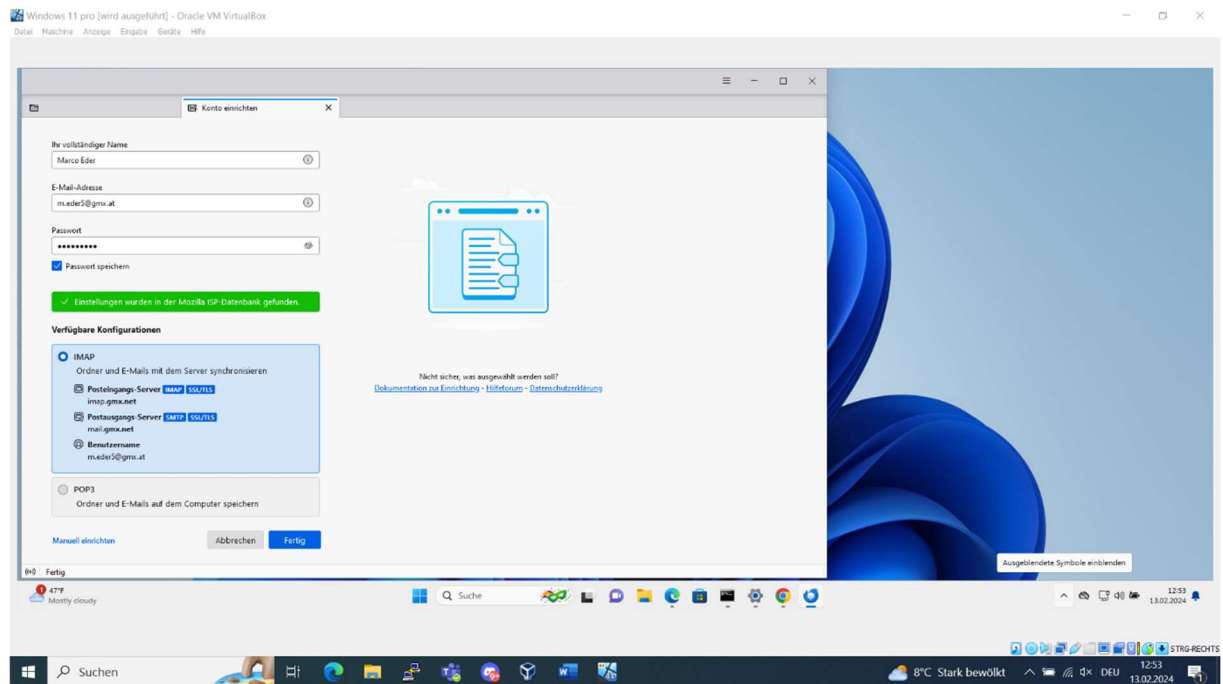 Windows 11 pro [wird ausgeführt] - Oracle VM VirtualBox
Datei Maschine Anzeige Eingabe Geräte Hilfe
Konto einrichten
Ihr vollständiger Name
Marco Eder
E-Mail-Adresse
m.eder5@gmx.at
Passwort
•••••••••
Passwort speichern
Einstellungen wurden in der Mozilla ISP-Datenbank gefunden.
Verfügbare Konfigurationen
IMAP
Ordner und E-Mails mit dem Server synchronisieren
Posteingangs-Server IMAP SSL/TLS
imap.gmx.net
Postausgangs-Server SMTP SSL/TLS
mail.gmx.net
Benutzername
m.eder5@gmx.at
POP3
Ordner und E-Mails auf dem Computer speichern
Manuell einrichten Abbrechen Fertig
Nicht sicher, was ausgewählt werden soll?
Dokumentation zur Einrichtung - Hilfeforum - Datenschutzerklärung
Fertig
Ausgeblendete Symbole einblenden
47°F
Mostly cloudy
Suche
12:53
13.02.2024
STRG-RECHTS
Suchen
8°C Stark bewölkt
DEU
12:53
13.02.2024